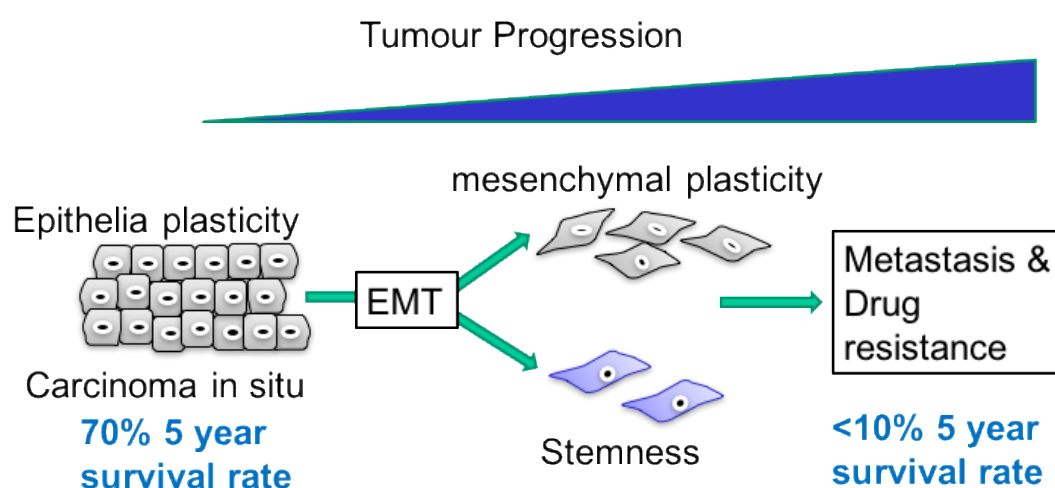 Tumour Progression
mesenchymal plasticity
Epithelia plasticity
EMT
Metastasis &
Drug
resistance
Carcinoma in situ
70% 5 year
survival rate
Stemness
<10% 5 year
survival rate